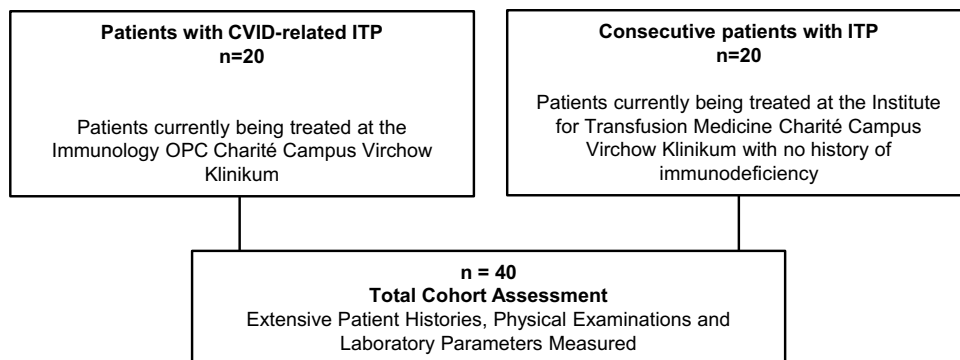 Patients with CVID-related ITP
n=20
Patients currently being treated at the
Immunology OPC Charité Campus Virchow
Klinikum
Consecutive patients with ITP
n=20
Patients currently being treated at the Institute
for Transfusion Medicine Charité Campus
Virchow Klinikum with no history of
immunodeficiency
n = 40
Total Cohort Assessment
Extensive Patient Histories, Physical Examinations and
Laboratory Parameters Measured